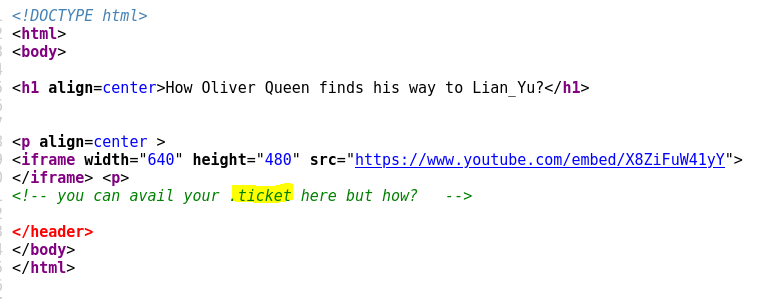 <!DOCTYPE html>
<html>
<body>
<h1 align=center>How Oliver Queen finds his way to Lian_Yu?</h1>
<p align=center >
<iframe width="640" height="480" src="https://www.youtube.com/embed/X8ZiFuW41yY">
</iframe> <p>
<!-- you can avail your .ticket here but how?   -->
</header>
</body>
</html>